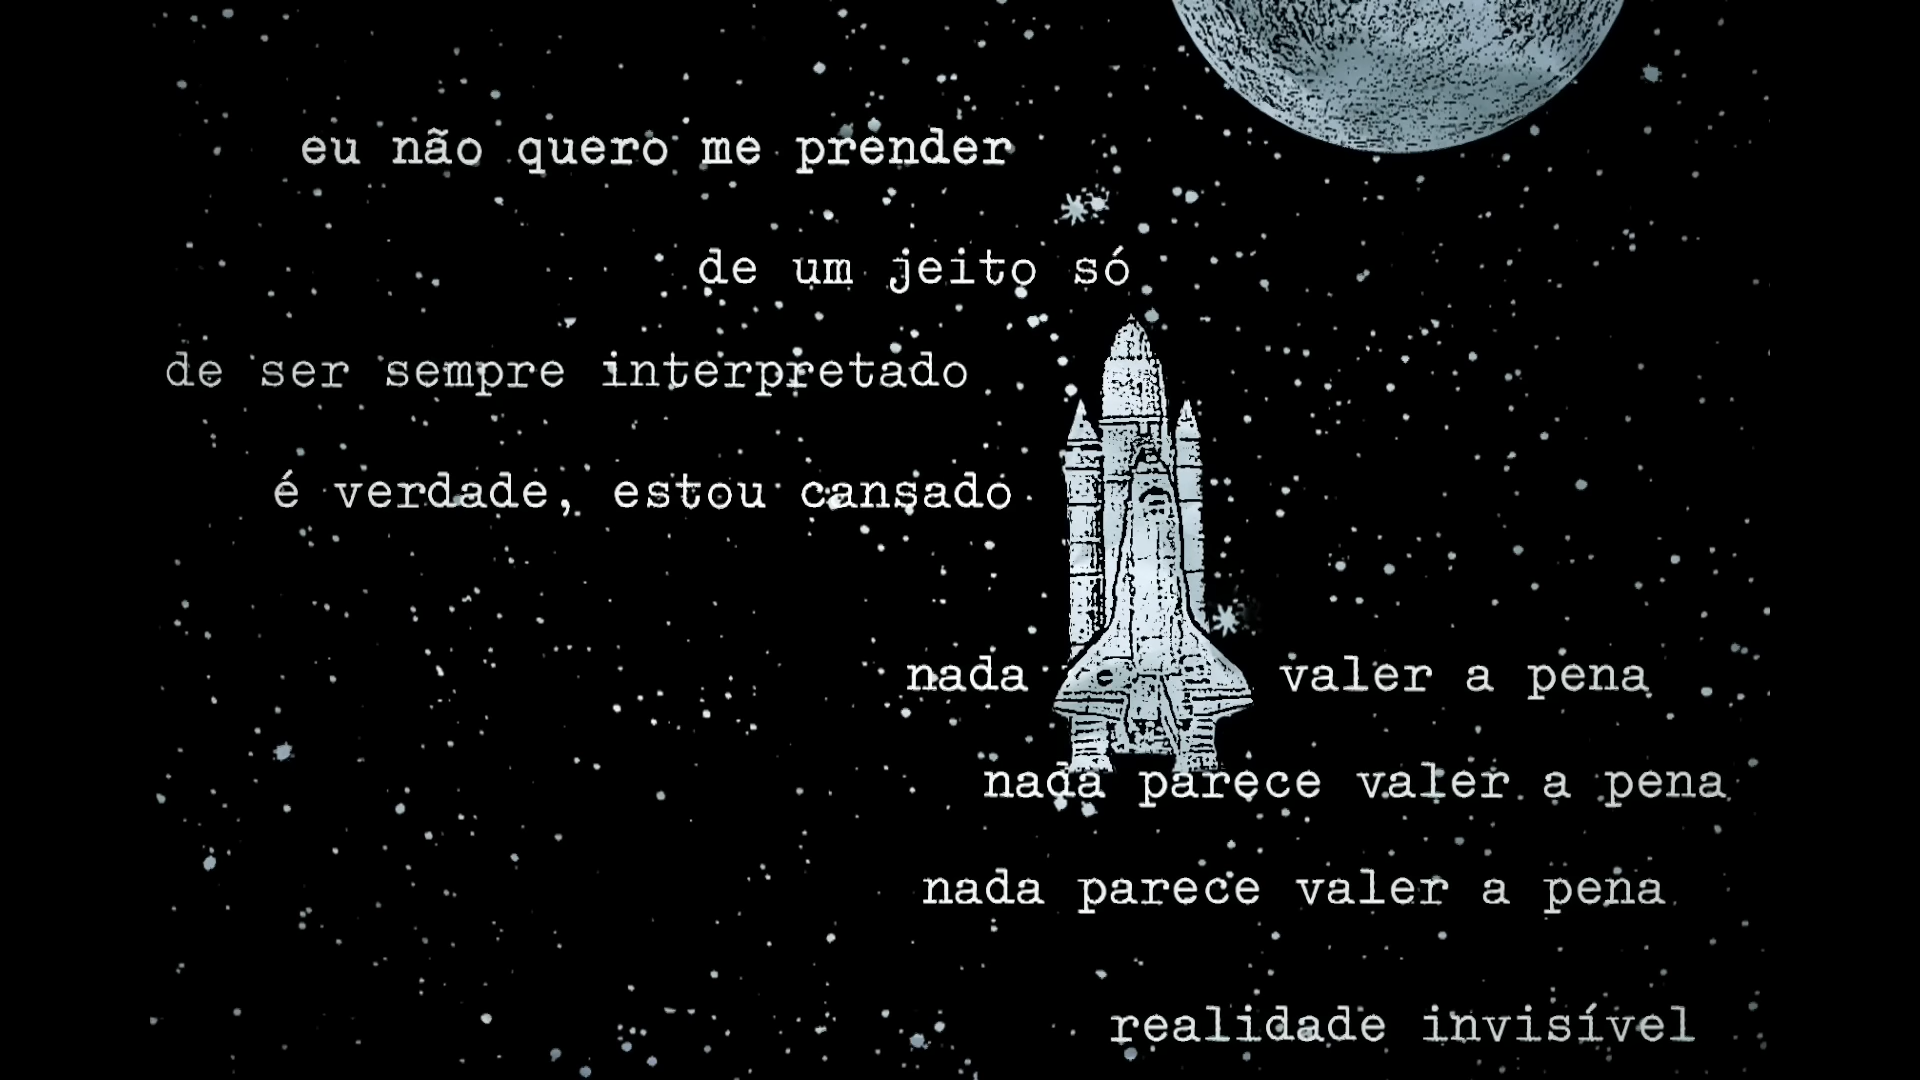 eu não quero me prender
de um jeito só
de ser sempre interpretado
é verdade, estou cansado
nada valer a pena
nada parece valer a pena
nada parece valer a pena
realidade invisível